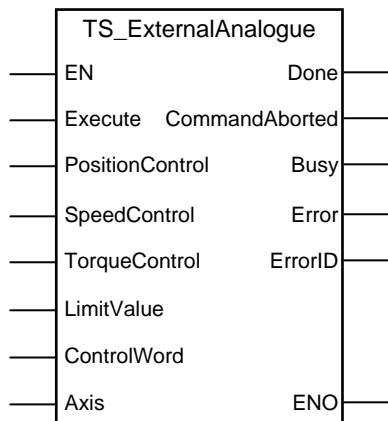 TS_ExternalAnalogue
EN Done
Execute CommandAborted
PositionControl Busy
SpeedControl Error
TorqueControl ErrorID
LimitValue
ControlWord
Axis ENO